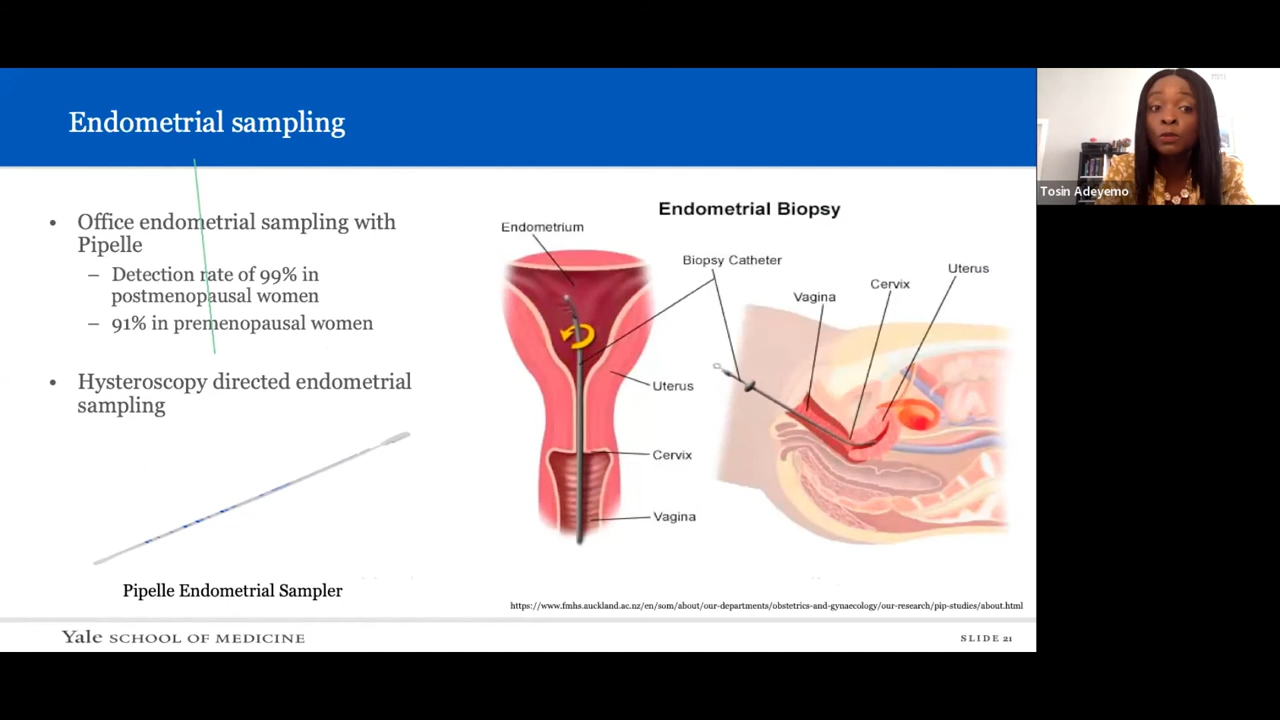 Endometrial sampling
• Office endometrial sampling with
Pipelle
– Detection rate of 99% in
postmenopausal women
– 91% in premenopausal women
• Hysteroscopy directed endometrial
sampling
Pipelle Endometrial Sampler
Endometrial Biopsy
Endometrium
Biopsy Catheter
Uterus
Cervix
Vagina
Vagina
Cervix
Uterus
https://www.fmhs.auckland.ac.nz/en/som/about/our-departments/obstetrics-and-gynaecology/our-research/pip-studies/about.html
Yale SCHOOL OF MEDICINE
SLIDE 21
Tosin Adeyemo